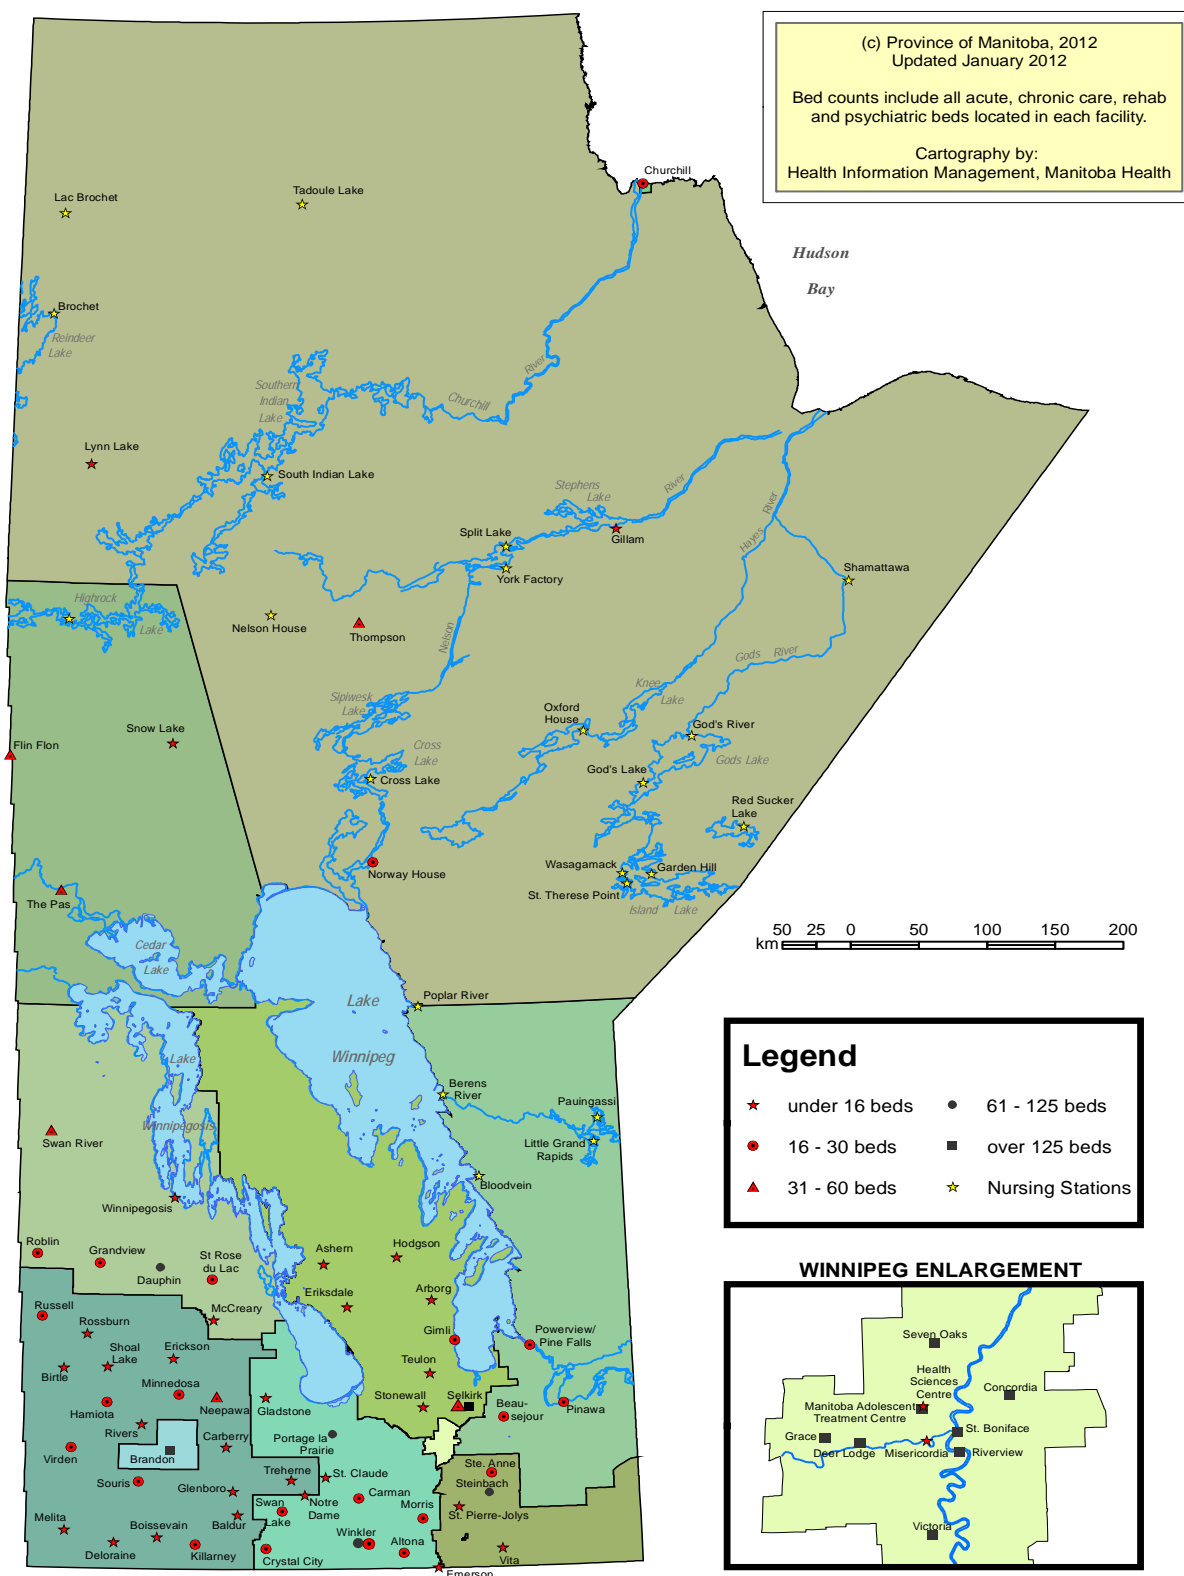 (c) Province of Manitoba, 2012
Updated January 2012
Bed counts include all acute, chronic care, rehab
and psychiatric beds located in each facility.
Cartography by:
Health Information Management, Manitoba Health
Churchill
Lac Brochet
Tadoule Lake
Hudson
Bay
Brochet
Reindeer
Lake
Southern
Indian
Lake
River
Churchill
Lynn Lake
South Indian Lake
Stephens
Lake
River
River
Hayes
Split Lake
Gillam
York Factory
Shamattawa
Highrock
Lake
Nelson House
Thompson
Nelson
Gods River
Sipiwesk
Lake
Knee
Lake
Oxford
House
God's River
Snow Lake
Flin Flon
Cross
Lake
Cross Lake
Gods Lake
God's Lake
Red Sucker
Lake
Wasagamack
Garden Hill
Norway House
St. Therese Point
Island Lake
The Pas
Cedar
Lake
50 25 0 50 100 150 200
km
Poplar River
Lake
Winnipeg
Lake
Winnipegosis
Berens
River
Pauingassi
Little Grand
Rapids
Bloodvein
Swan River
Winnipegosis
Legend
under 16 beds
16 - 30 beds
31 - 60 beds
61 - 125 beds
over 125 beds
Nursing Stations
Roblin
Grandview
Dauphin
St Rose
du Lac
Ashern
Hodgson
Eriksdale
Arborg
McCreary
Russell
Rossburn
Shoal
Lake
Erickson
Birtle
Minnedosa
Neepawa
Hamiota
Rivers
Gimli
Powerview/
Pine Falls
Teulon
Stonewall
Selkirk
Beau-
sejour
Pinawa
Gladstone
Portage la
Prairie
Carberry
Virden
Brandon
Souris
Glenboro
Treherne
St. Claude
Notre
Dame
Carman
Ste. Anne
Steinbach
St. Pierre-Jolys
Morris
Swan
Lake
Baldur
Melita
Boissevain
Deloraine
Killarney
Crystal City
Winkler
Altona
Vita
Emerson
WINNIPEG ENLARGEMENT
Seven Oaks
Health
Sciences
Centre
Concordia
Manitoba Adolescent
Treatment Centre
Grace
Deer Lodge
Misericordia
St. Boniface
Riverview
Victoria